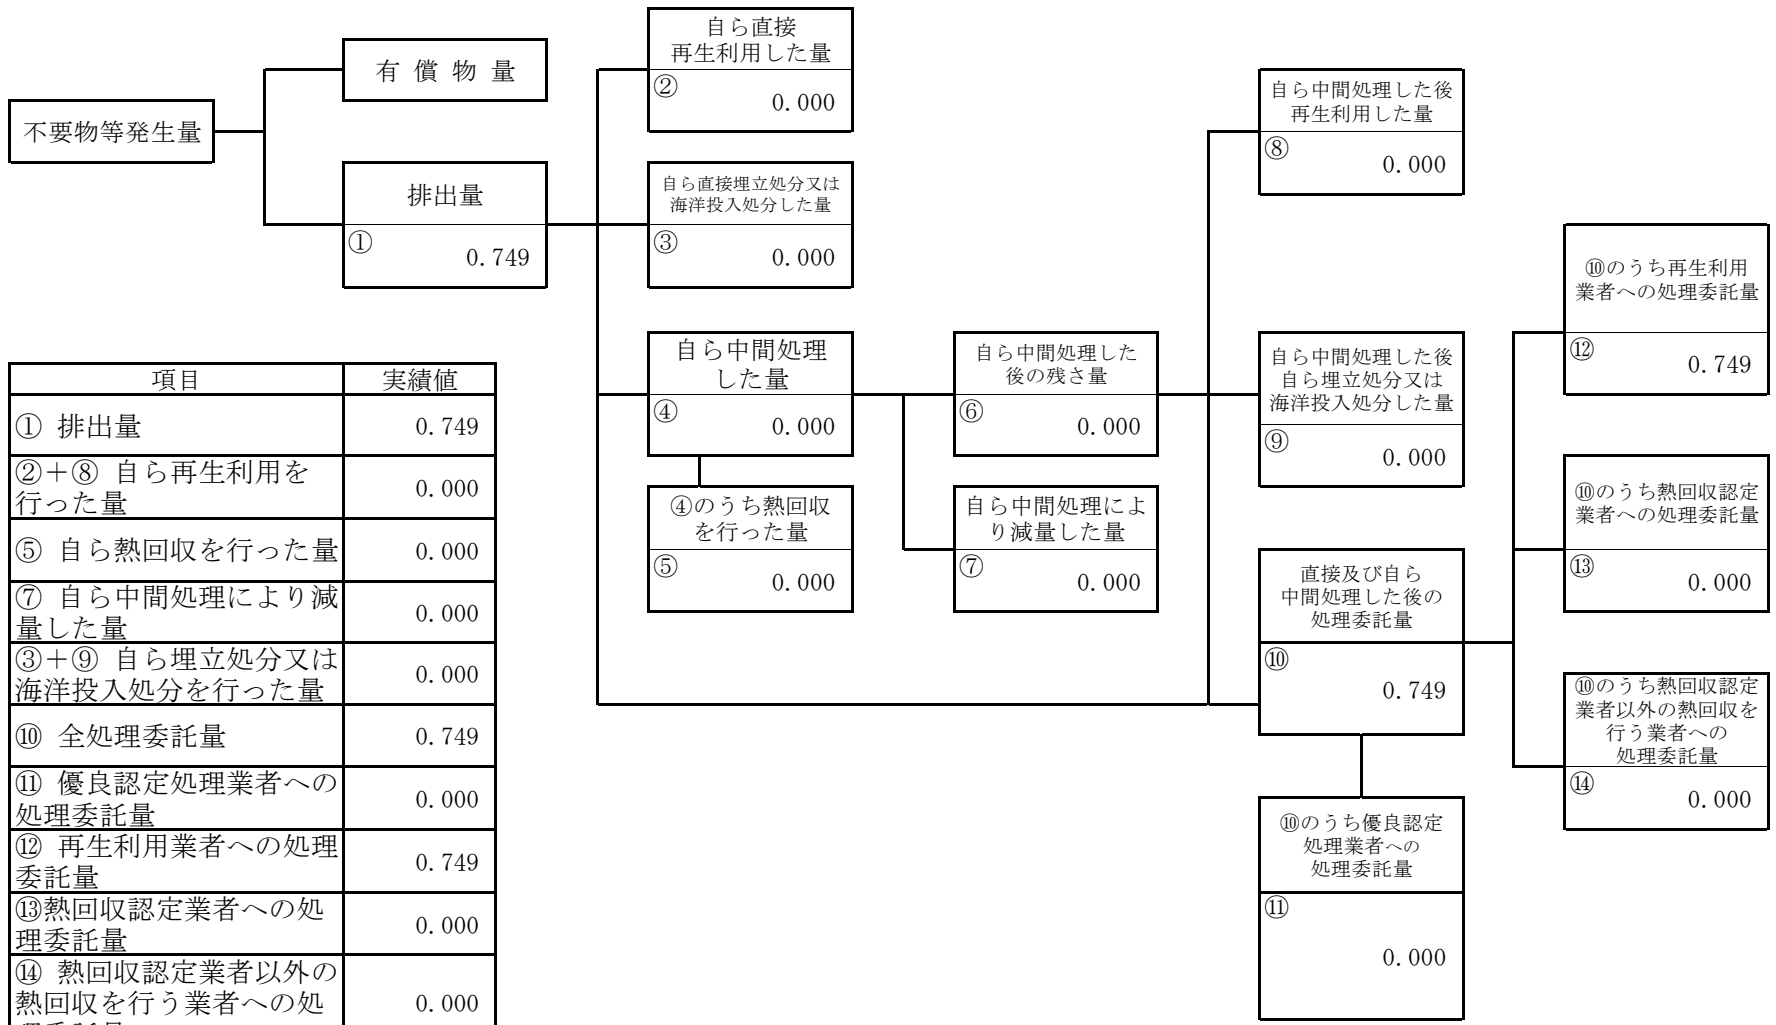 不要物等発生量
有 償 物 量
排出量
①
0.749
自ら直接
再生利用した量
②
0.000
自ら直接埋立処分又は
海洋投入処分した量
③
0.000
自ら中間処理
した量
④
0.000
④のうち熱回収
を行った量
⑤
0.000
自ら中間処理した
後の残さ量
⑥
0.000
自ら中間処理によ
り減量した量
⑦
0.000
自ら中間処理した後
再生利用した量
⑧
0.000
自ら中間処理した後
自ら埋立処分又は
海洋投入処分した量
⑨
0.000
直接及び自ら
中間処理した後の
処理委託量
⑩
0.749
⑩のうち優良認定
処理業者への
処理委託量
⑪
0.000
⑩のうち再生利用
業者への処理委託量
⑫
0.749
⑩のうち熱回収認定
業者への処理委託量
⑬
0.000
⑩のうち熱回収認定
業者以外の熱回収を
行う業者への
処理委託量
⑭
0.000
項目 実績値
① 排出量 0.749
②＋⑧ 自ら再生利用を
行った量 0.000
⑤ 自ら熱回収を行った量 0.000
⑦ 自ら中間処理により減
量した量 0.000
③＋⑨ 自ら埋立処分又は
海洋投入処分を行った量 0.000
⑩ 全処理委託量 0.749
⑪ 優良認定処理業者への
処理委託量 0.000
⑫ 再生利用業者への処理
委託量 0.749
⑬熱回収認定業者への処
理委託量 0.000
⑭ 熱回収認定業者以外の
熱回収を行う業者への処 0.000